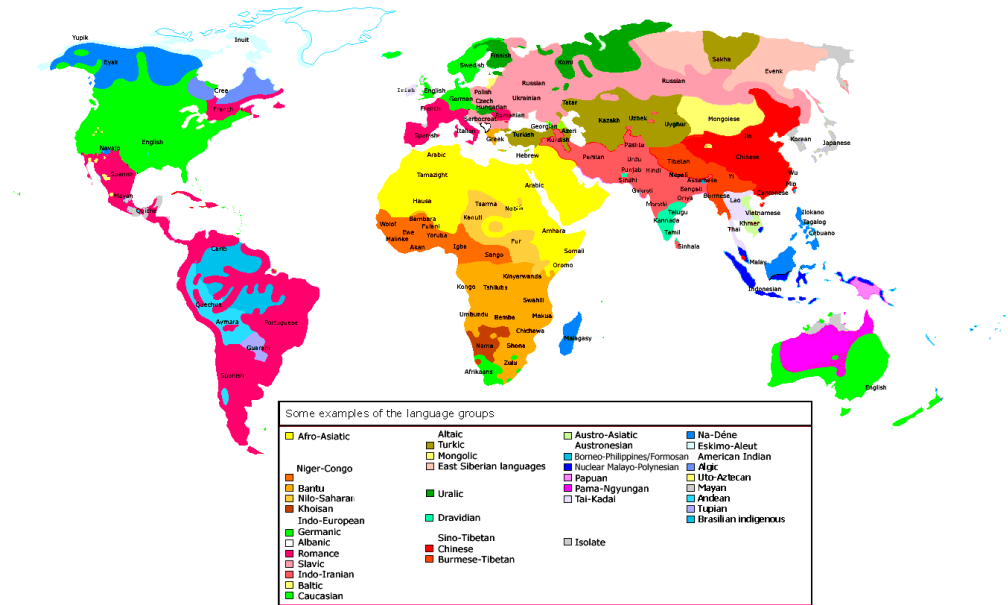 Yupik
Inuit
Eyak
Cree
French
English
Navajo
Spanish
Mayan
Quiche
Carib
Quechua
Aymara
Portuguese
Guarani
Spanish
Irish
English
Swedish
Finnish
Komi
Russian
Russian
Sakha
Evenk
Polish
German
Czech
Ukrainian
Hungarian
Tatar
French
Romanian
Serbocroat
Spanish
Italian
Greek
Turkish
Georgian
Azeri
Kurdish
Kazakh
Uzbek
Uyghur
Mongolese
Jin
Korean
Japanese
Chinese
Hebrew
Arabic
Tamazight
Arabic
Persian
Pashto
Urdu
Punjab
Hindi
Sindhi
Nepali
Tibetan
Assamese
Yi
Wu
Min
Cantonese
Gujarati
Bengali
Oriya
Burmese
Marathi
Telugu
Kannada
Tamil
Sinhala
Lao
Vietnamese
Thai
Khmer
Ilokano
Tagalog
Cebuano
Malay
Indonesian
Hausa
Tsarma
Kanuli
Nobin
Wolof
Bambara
Fulani
Ewe
Yoruba
Malinke
Akan
Igba
Sango
Fur
Amhara
Somali
Oromo
Kinyarwanda
Kongo
Tshiluba
Swahili
Umbundu
Bemba
Makua
Chichewa
Nama
Shona
Zulu
Afrikaans
Malagasy
English
Some examples of the language groups
Afro-Asiatic
Niger-Congo
Bantu
Nilo-Saharan
Khoisan
Indo-European
Germanic
Albanic
Romance
Slavic
Indo-Iranian
Baltic
Caucasian
Altaic
Turkic
Mongolic
East Siberian languages
Uralic
Dravidian
Sino-Tibetan
Chinese
Burmese-Tibetan
Austro-Asiatic
Austronesian
Borneo-Philippines/Formosan
Nuclear Malayo-Polynesian
Papuan
Pama-Ngyungan
Tai-Kadai
Isolate
Na-Déne
Eskimo-Aleut
American Indian
Algic
Uto-Aztecan
Mayan
Andean
Tupian
Brasilian indigenous